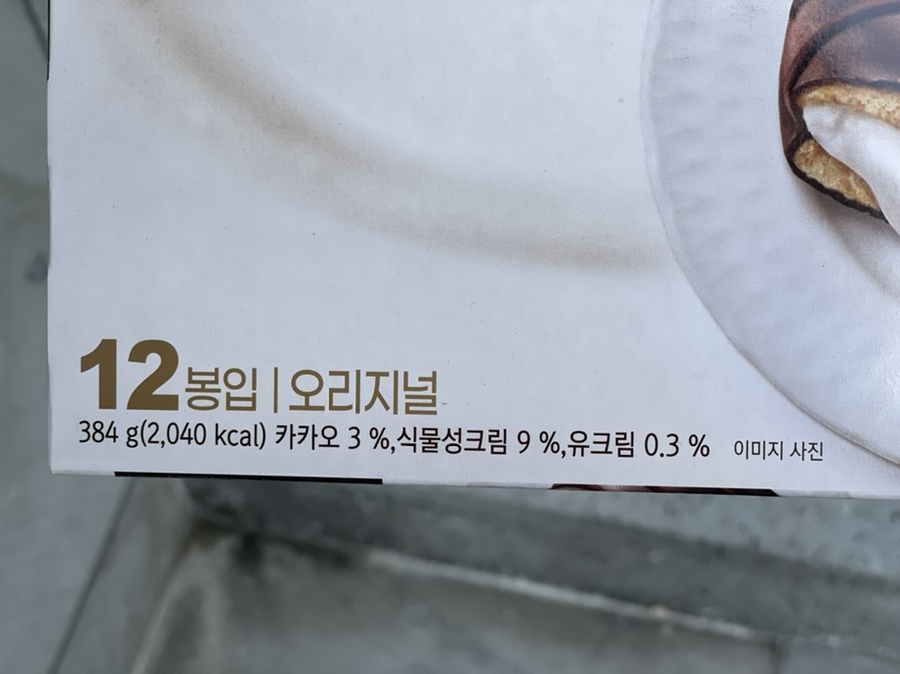 12봉입 | 오리지널
384 g(2,040 kcal) 카카오 3 %,식물성크림 9 %,유크림 0.3 % 이미지 사진